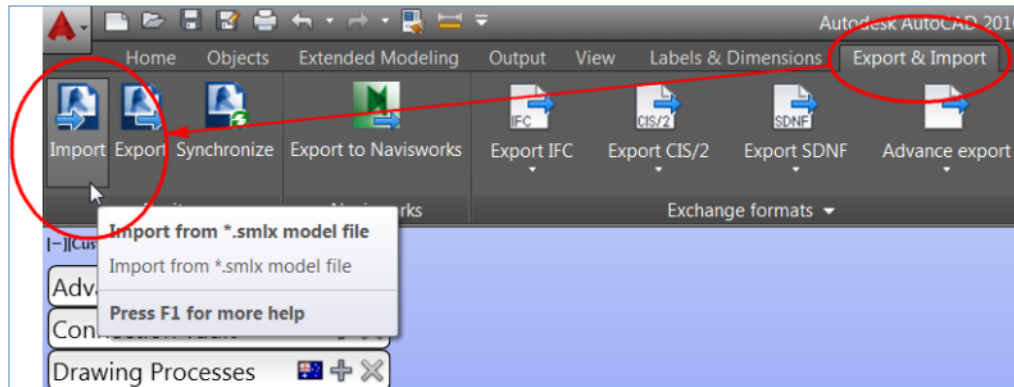 Autodesk AutoCAD 201
Home Objects Extended Modeling Output View Labels & Dimensions Export & Import
IFC CIS/2 SDNF
Import Export Synchronize Export to Navisworks Export IFC Export CIS/2 Export SDNF Advance export
Exchange formats
Import from *.smlx model file
Import from *.smlx model file
Press F1 for more help
Drawing Processes